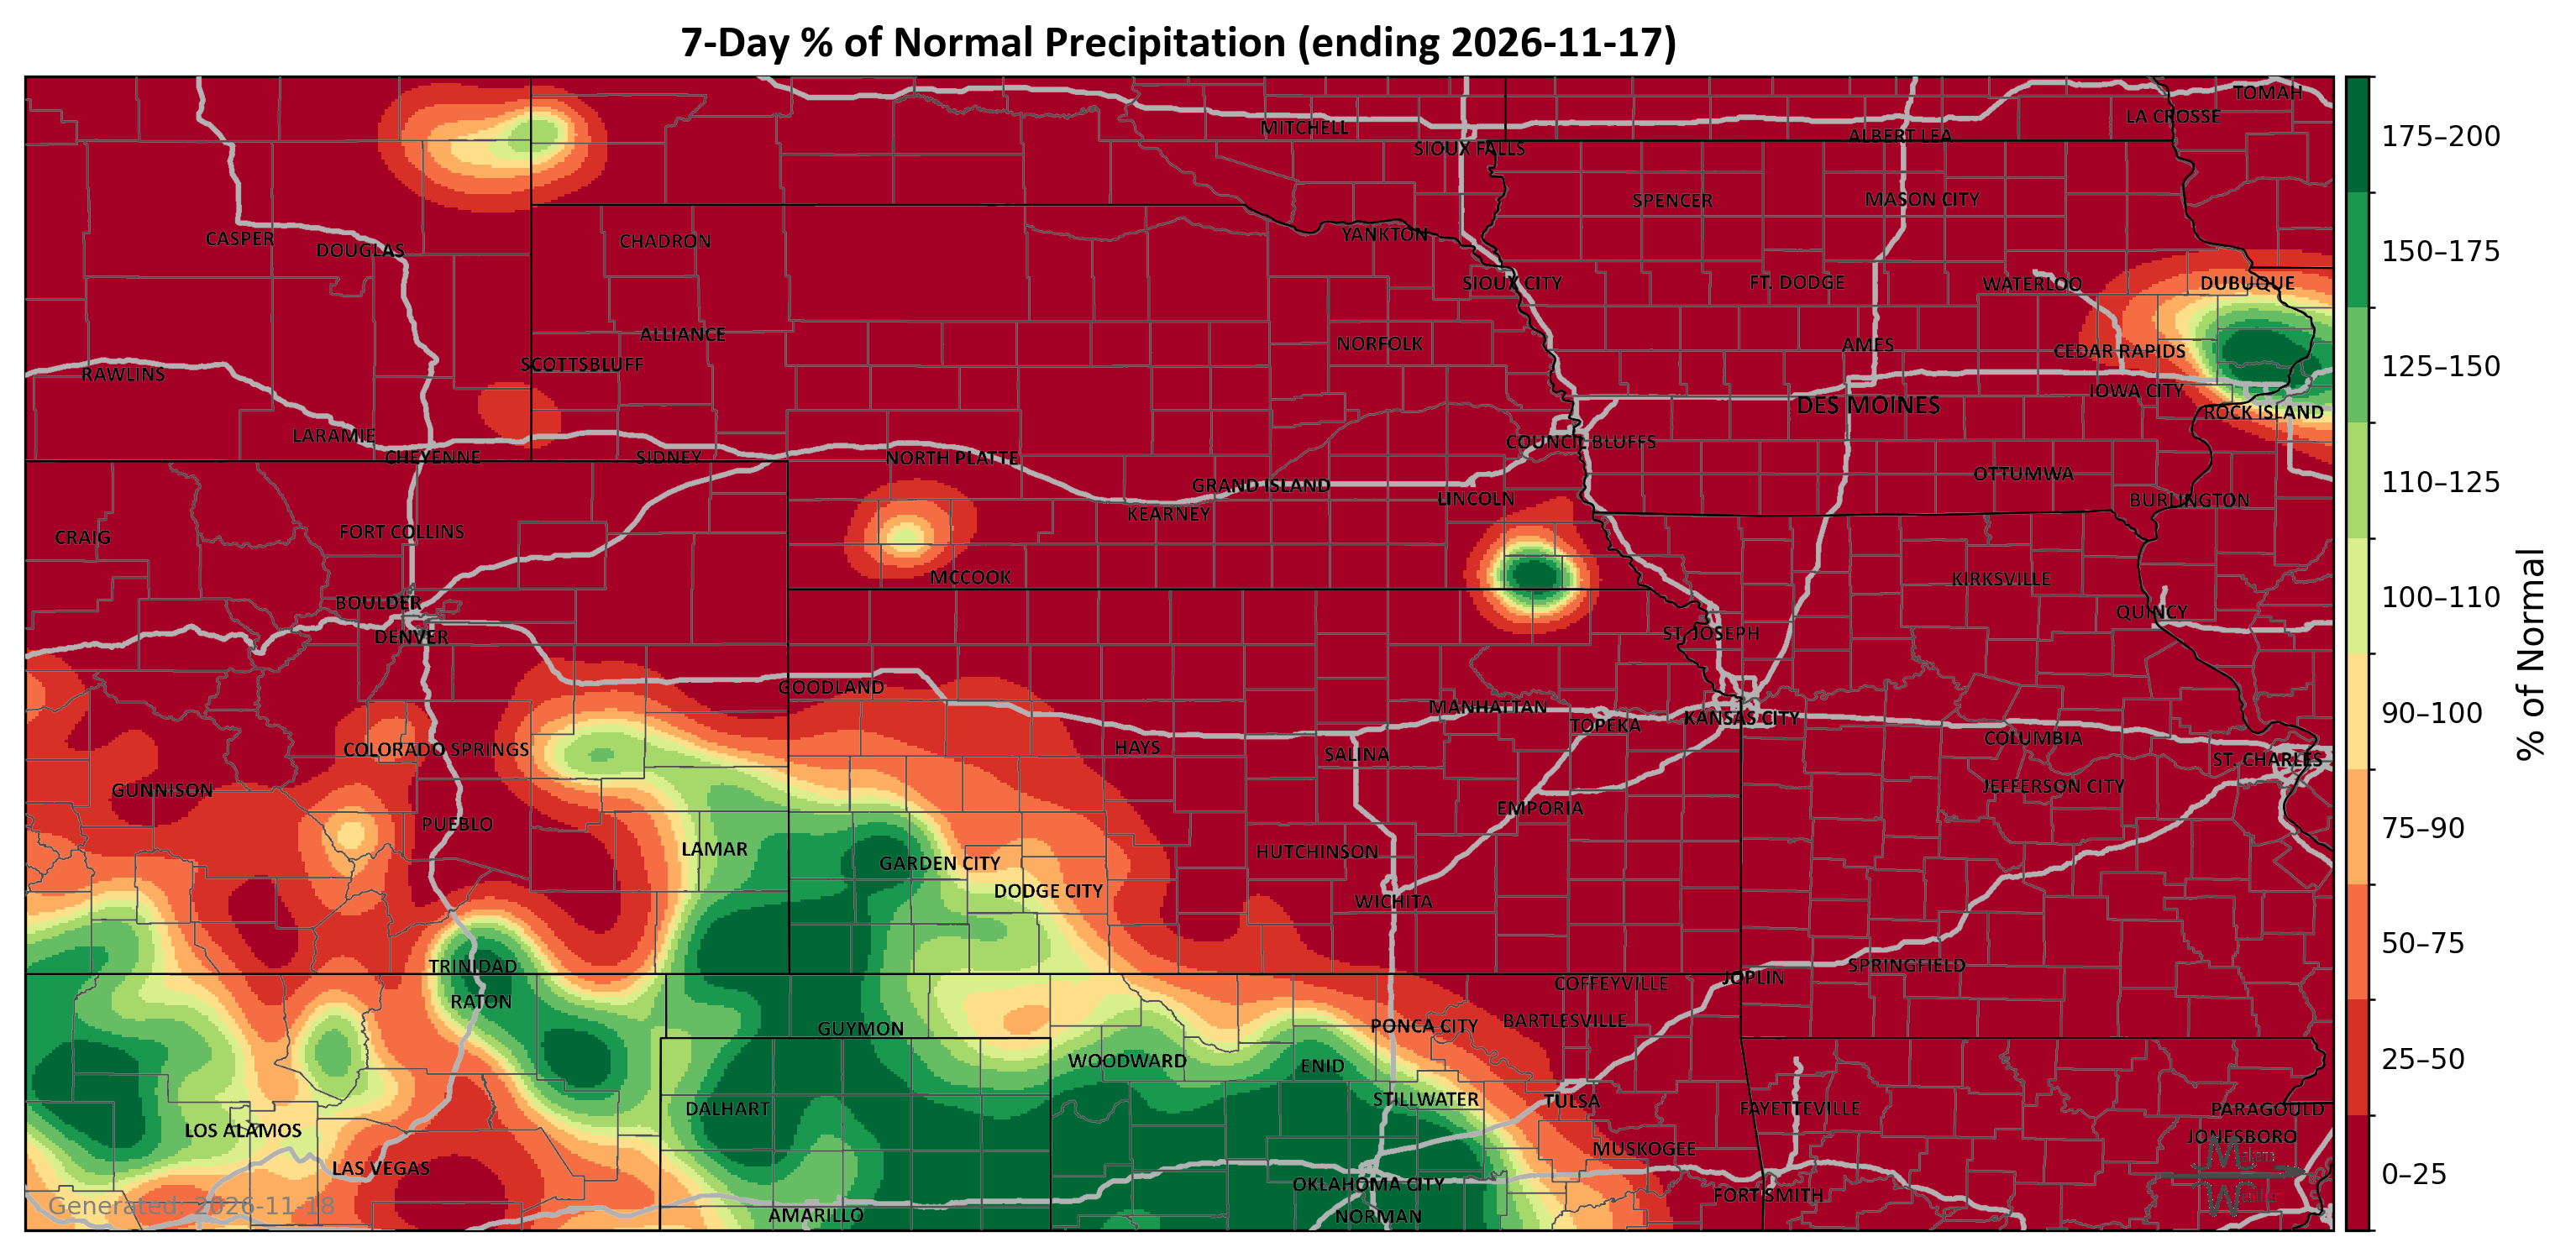 7-Day % of Normal Precipitation (ending 2026-11-17)
TOMAH
LA CROSSE
MITCHELL
ALBERT LEA
SIOUX FALLS
SPENCER
MASON CITY
YANKTON
CASPER
DOUGLAS
CHADRON
SIOUX CITY
FT. DODGE
WATERLOO
DUBUQUE
ALLIANCE
NORFOLK
AMES
CEDAR RAPIDS
SCOTTSBLUFF
RAWLINS
IOWA CITY
DES MOINES
ROCK ISLAND
LARAMIE
COUNCIL BLUFFS
CHEYENNE
SIDNEY
NORTH PLATTE
OTTUMWA
GRAND ISLAND
LINCOLN
BURLINGTON
KEARNEY
CRAIG
FORT COLLINS
MCCOOK
KIRKSVILLE
BOULDER
QUINCY
DENVER
ST. JOSEPH
GOODLAND
MANHATTAN
TOPEKA
KANSAS CITY
COLUMBIA
COLORADO SPRINGS
HAYS
SALINA
ST. CHARLES
GUNNISON
JEFFERSON CITY
EMPORIA
PUEBLO
LAMAR
HUTCHINSON
GARDEN CITY
DODGE CITY
WICHITA
TRINIDAD
SPRINGFIELD
JOPLIN
COFFEYVILLE
RATON
BARTLESVILLE
GUYMON
PONCA CITY
WOODWARD
ENID
STILLWATER
TULSA
DALHART
FAYETTEVILLE
PARAGOULD
LOS ALAMOS
JONESBORO
MUSKOGEE
LAS VEGAS
OKLAHOMA CITY
FORT SMITH
AMARILLO
NORMAN
Generated: 2026-11-18
175–200
150–175
125–150
110–125
100–110
90–100
75–90
50–75
25–50
0–25
% of Normal